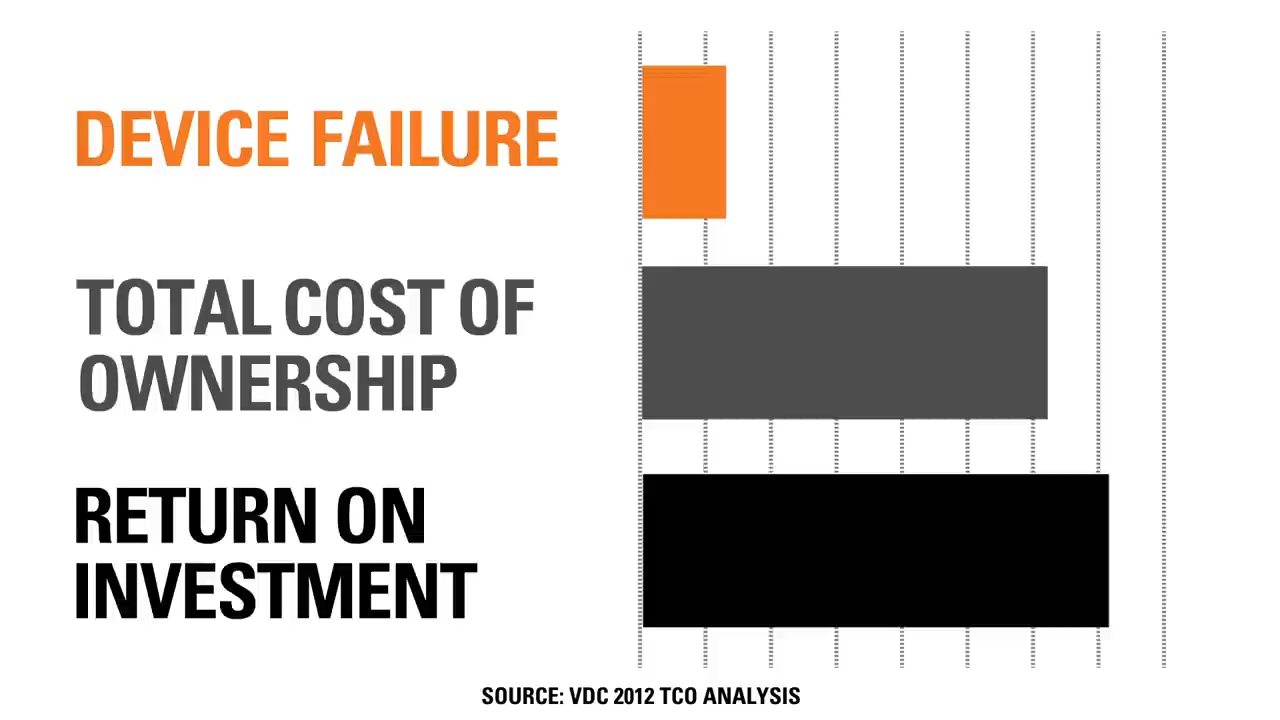 DEVICE FAILURE
TOTAL COST OF
OWNERSHIP
RETURN ON
INVESTMENT
SOURCE: VDC 2012 TCO ANALYSIS